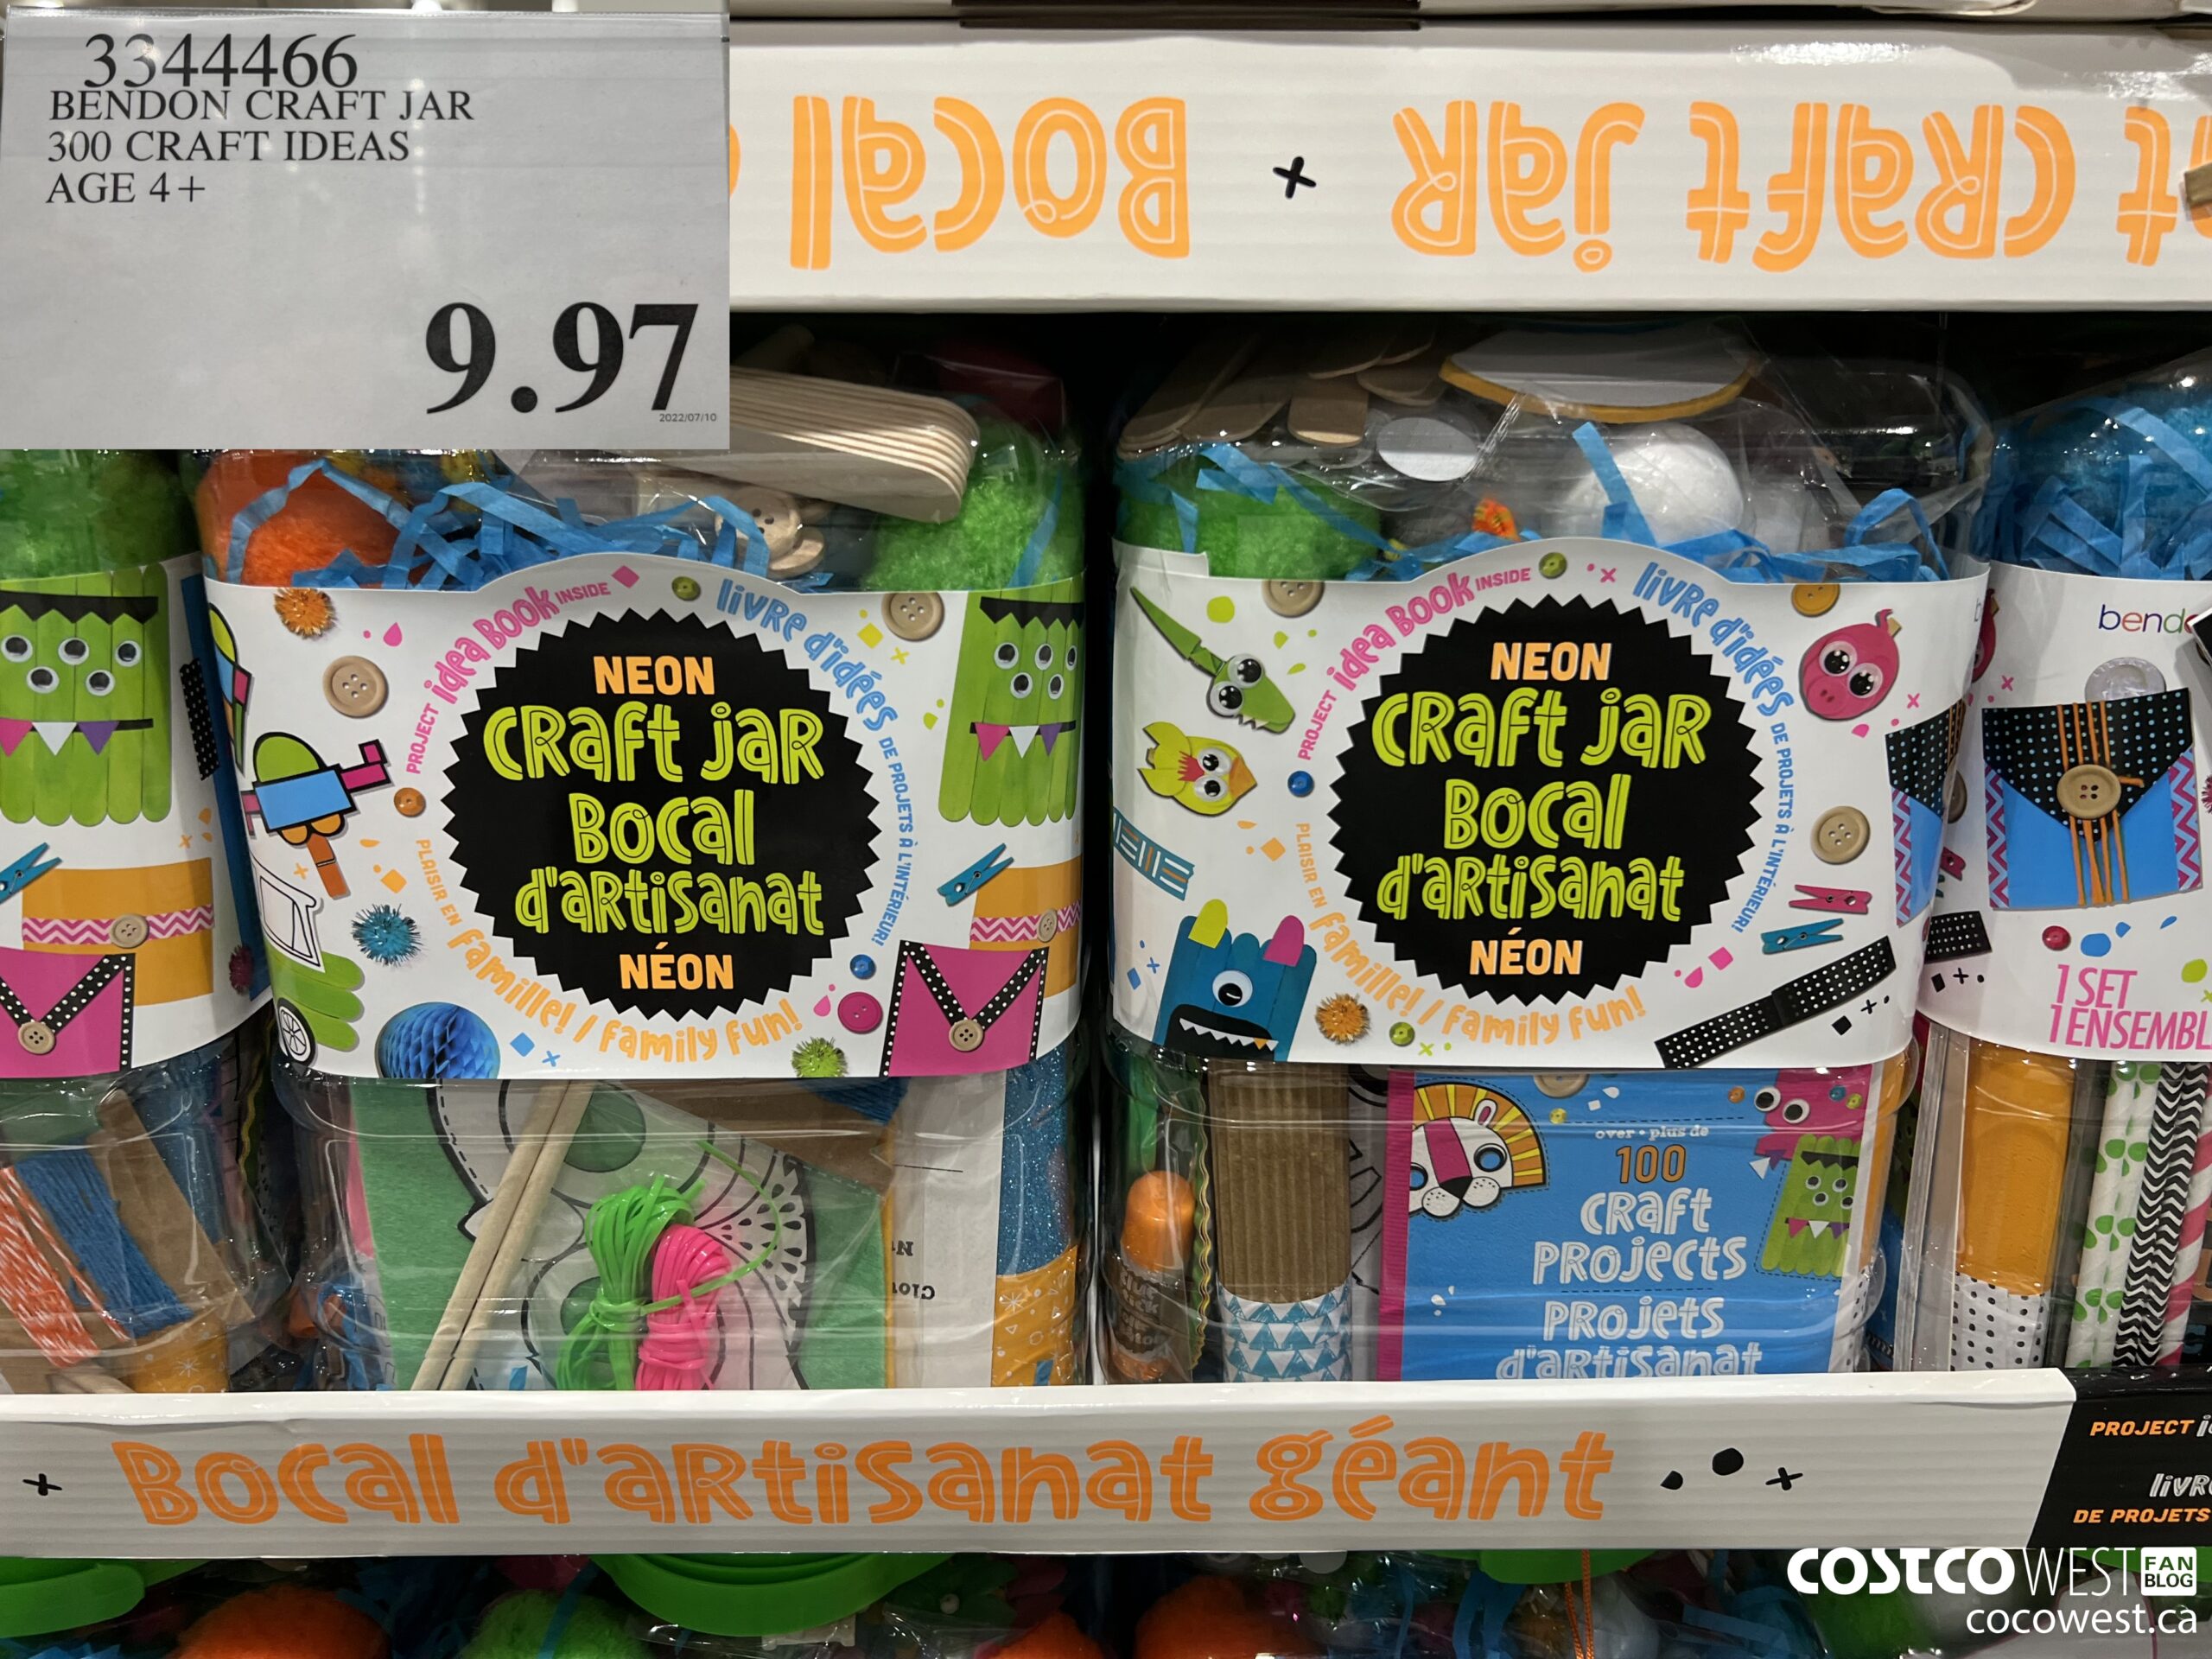 3344466
BENDON CRAFT JAR
300 CRAFT IDEAS
AGE 4+
9.97
2022/07/10
CRAFT JAR + BOCAL
PROJECT IDEA BOOK INSIDE
LIVRE D'IDÉES DE PROJETS À L'INTÉRIEUR!
NEON
CRAFT JAR
BOCAL
D'ARTISANAT
NÉON
PLAISIR EN FAMILLE! / FAMILY FUN!
PROJECT IDEA BOOK INSIDE
LIVRE D'IDÉES DE PROJETS À L'INTÉRIEUR!
NEON
CRAFT JAR
BOCAL
D'ARTISANAT
NÉON
PLAISIR EN FAMILLE! / FAMILY FUN!
1 SET
over • plus de
100
CRAFT
PROJECTS
PROJETS
D'ARTISANAT
BOCAL D'ARTISANAT GÉANT
PROJECT
DE PROJETS
COSTCO WEST FAN BLOG
cocowest.ca